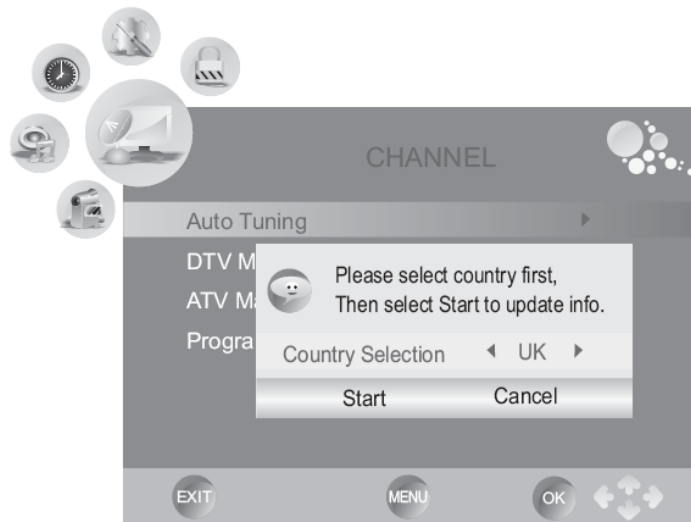 CHANNEL
Auto Tuning
DTV M
ATV Ma
Progra
Please select country first,
Then select Start to update info.
Country Selection UK
Start Cancel
EXIT MENU OK